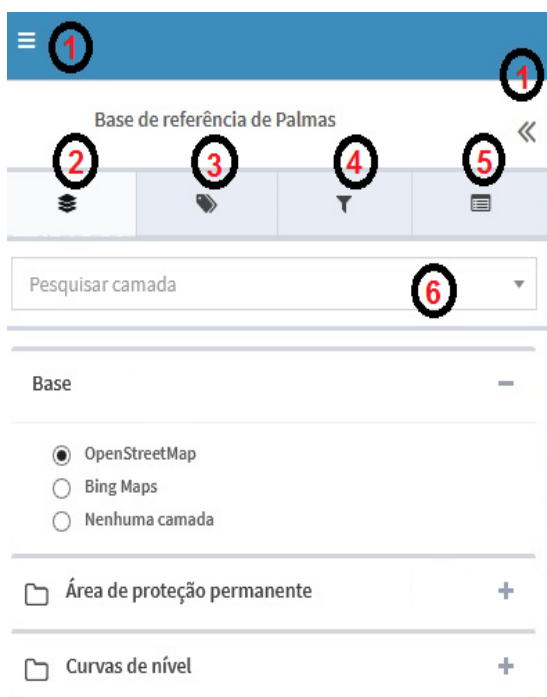 1
1
Base de referência de Palmas
2 3 4 5
Pesquisar camada 6
Base
OpenStreetMap
Bing Maps
Nenhuma camada
Área de proteção permanente
Curvas de nível